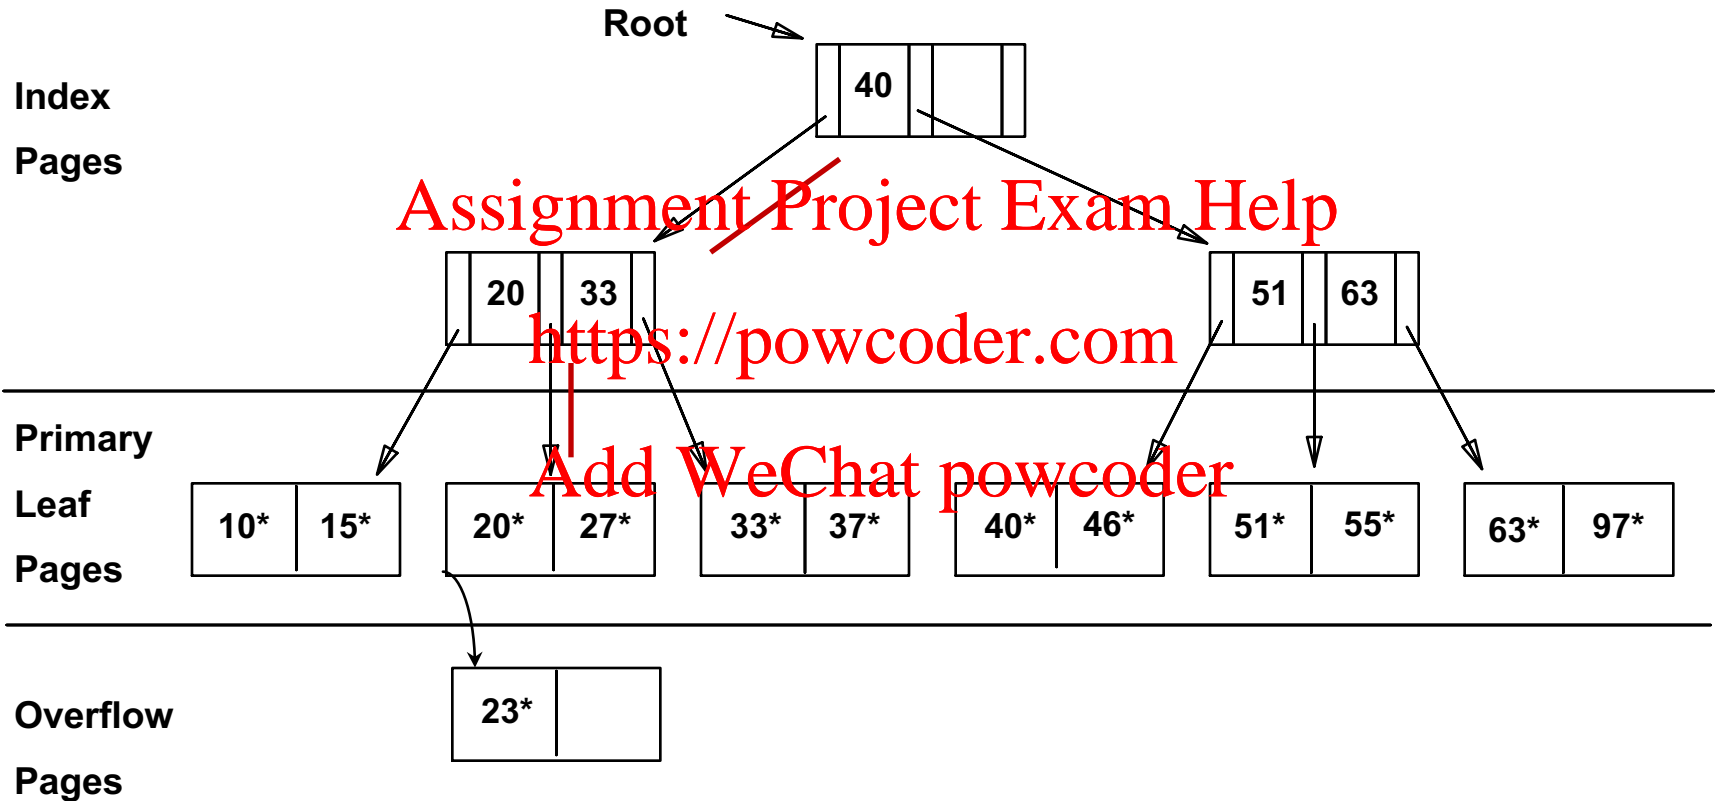 Root
40
Index
Pages
Assignment Project Exam Help
20 33 51 63
https://powcoder.com
Primary
Add WeChat powcoder
Leaf
10* 15* 20* 27* 33* 37* 40* 46* 51* 55* 63* 97*
Pages
23*
Overflow
Pages